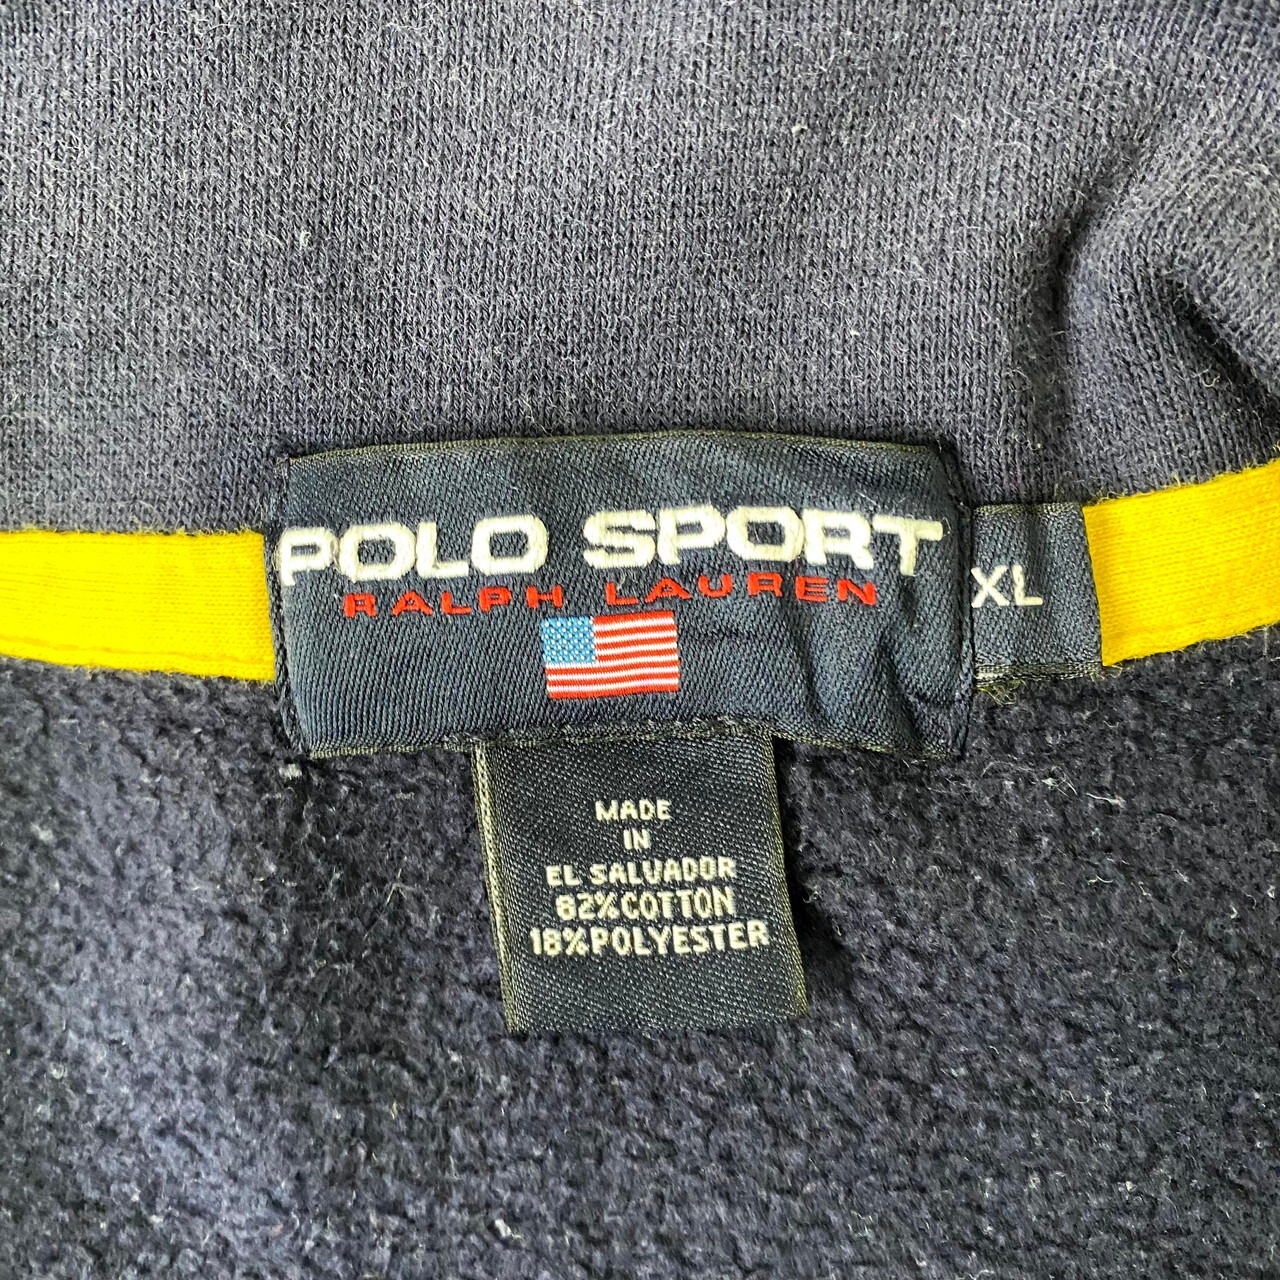 POLO SPORT
RALPH LAUREN
XL
MADE
IN
EL SALVADOR
82%COTTON
18%POLYESTER